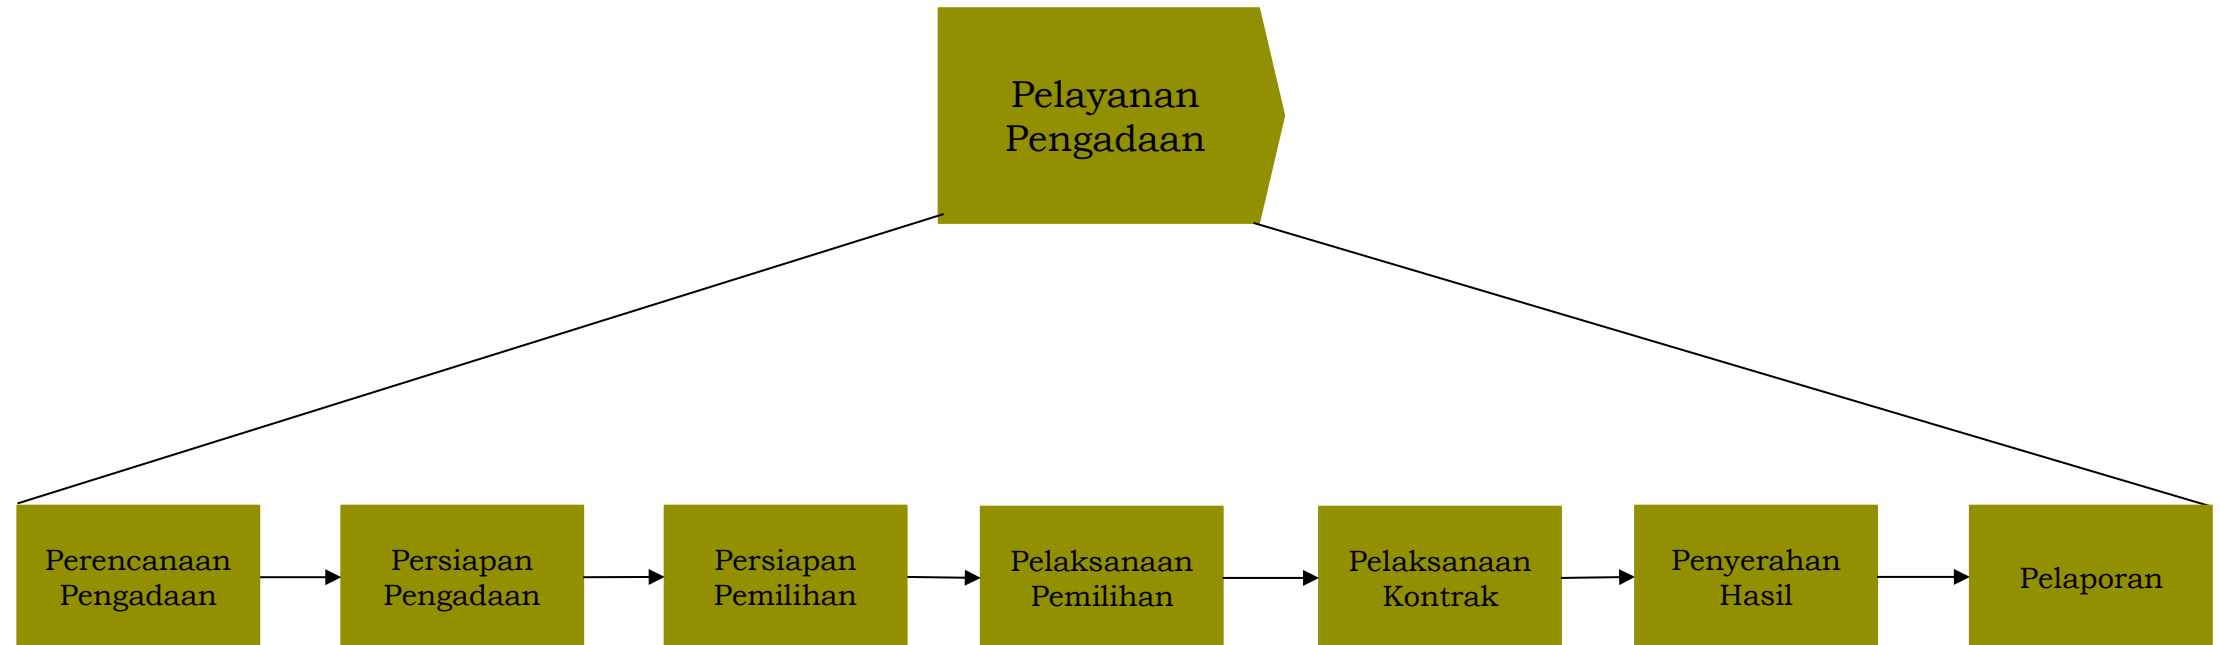 Pelayanan
Pengadaan
Perencanaan
Pengadaan
Persiapan
Pengadaan
Persiapan
Pemilihan
Pelaksanaan
Pemilihan
Pelaksanaan
Kontrak
Penyerahan
Hasil
Pelaporan